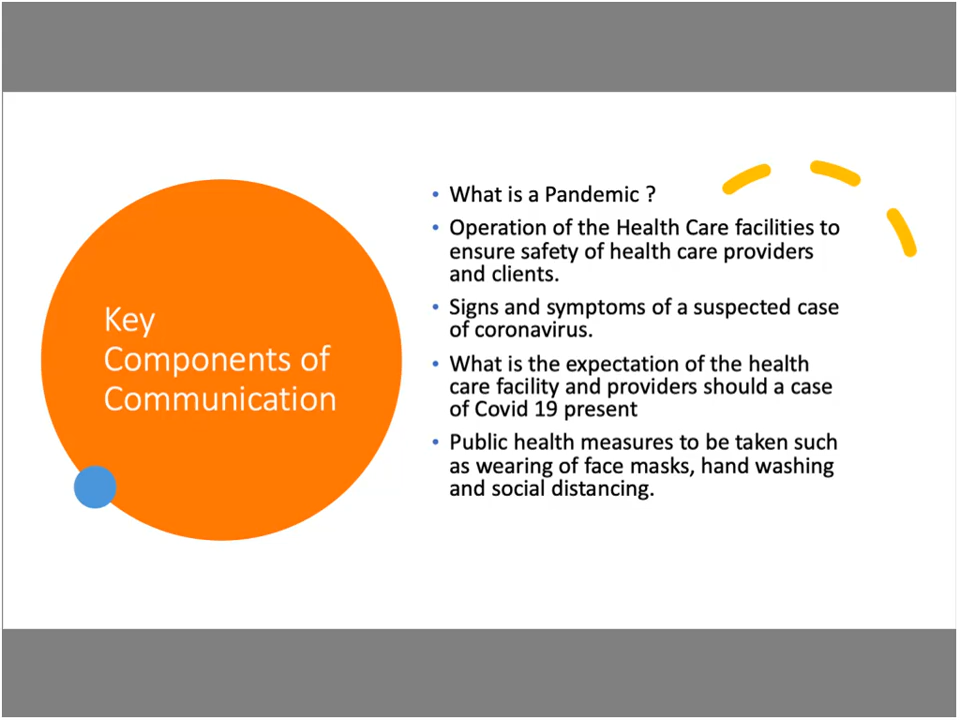 Key
Components of
Communication
• What is a Pandemic ?
• Operation of the Health Care facilities to
ensure safety of health care providers
and clients.
• Signs and symptoms of a suspected case
of coronavirus.
• What is the expectation of the health
care facility and providers should a case
of Covid 19 present
• Public health measures to be taken such
as wearing of face masks, hand washing
and social distancing.